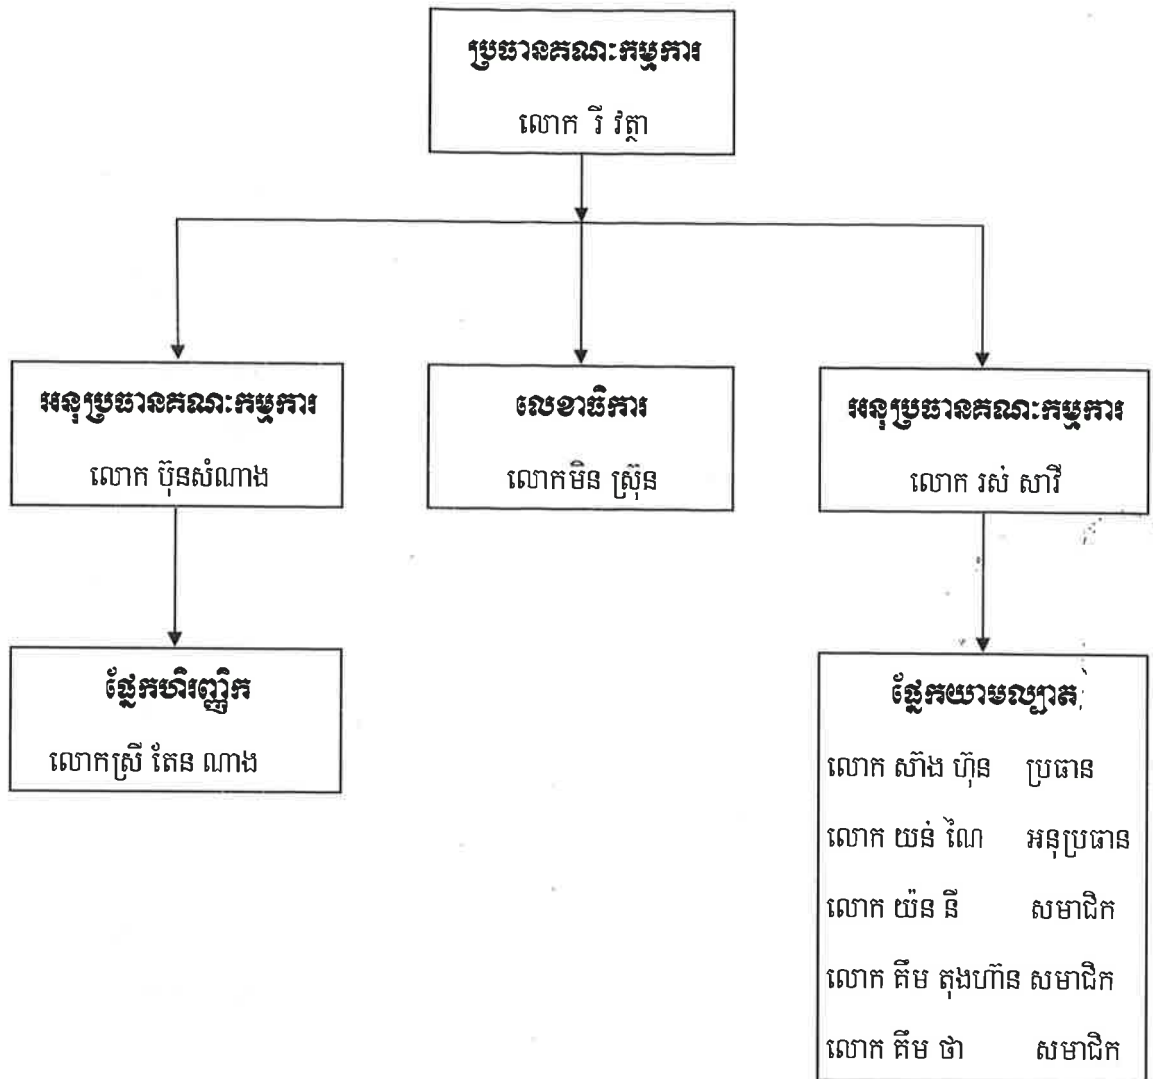 ប្រធានគណៈកម្មការ
លោក រី វត្ថា
អនុប្រធានគណៈកម្មការ
លោក ប៊ុនសំណាង
លេខាធិការ
លោកមិន ស្រ៊ុន
អនុប្រធានគណៈកម្មការ
លោក រស់ សាវី
ផ្នែកហិរញ្ញិក
លោកស្រី តែន ណាង
ផ្នែកយាមល្បាត
លោក ស៊ាង ហ៊ុន ប្រធាន
លោក យន់ ណៃ អនុប្រធាន
លោក យ៉ន នី សមាជិក
លោក គឹម តុងហ៊ាន សមាជិក
លោក គឹម ថា សមាជិក